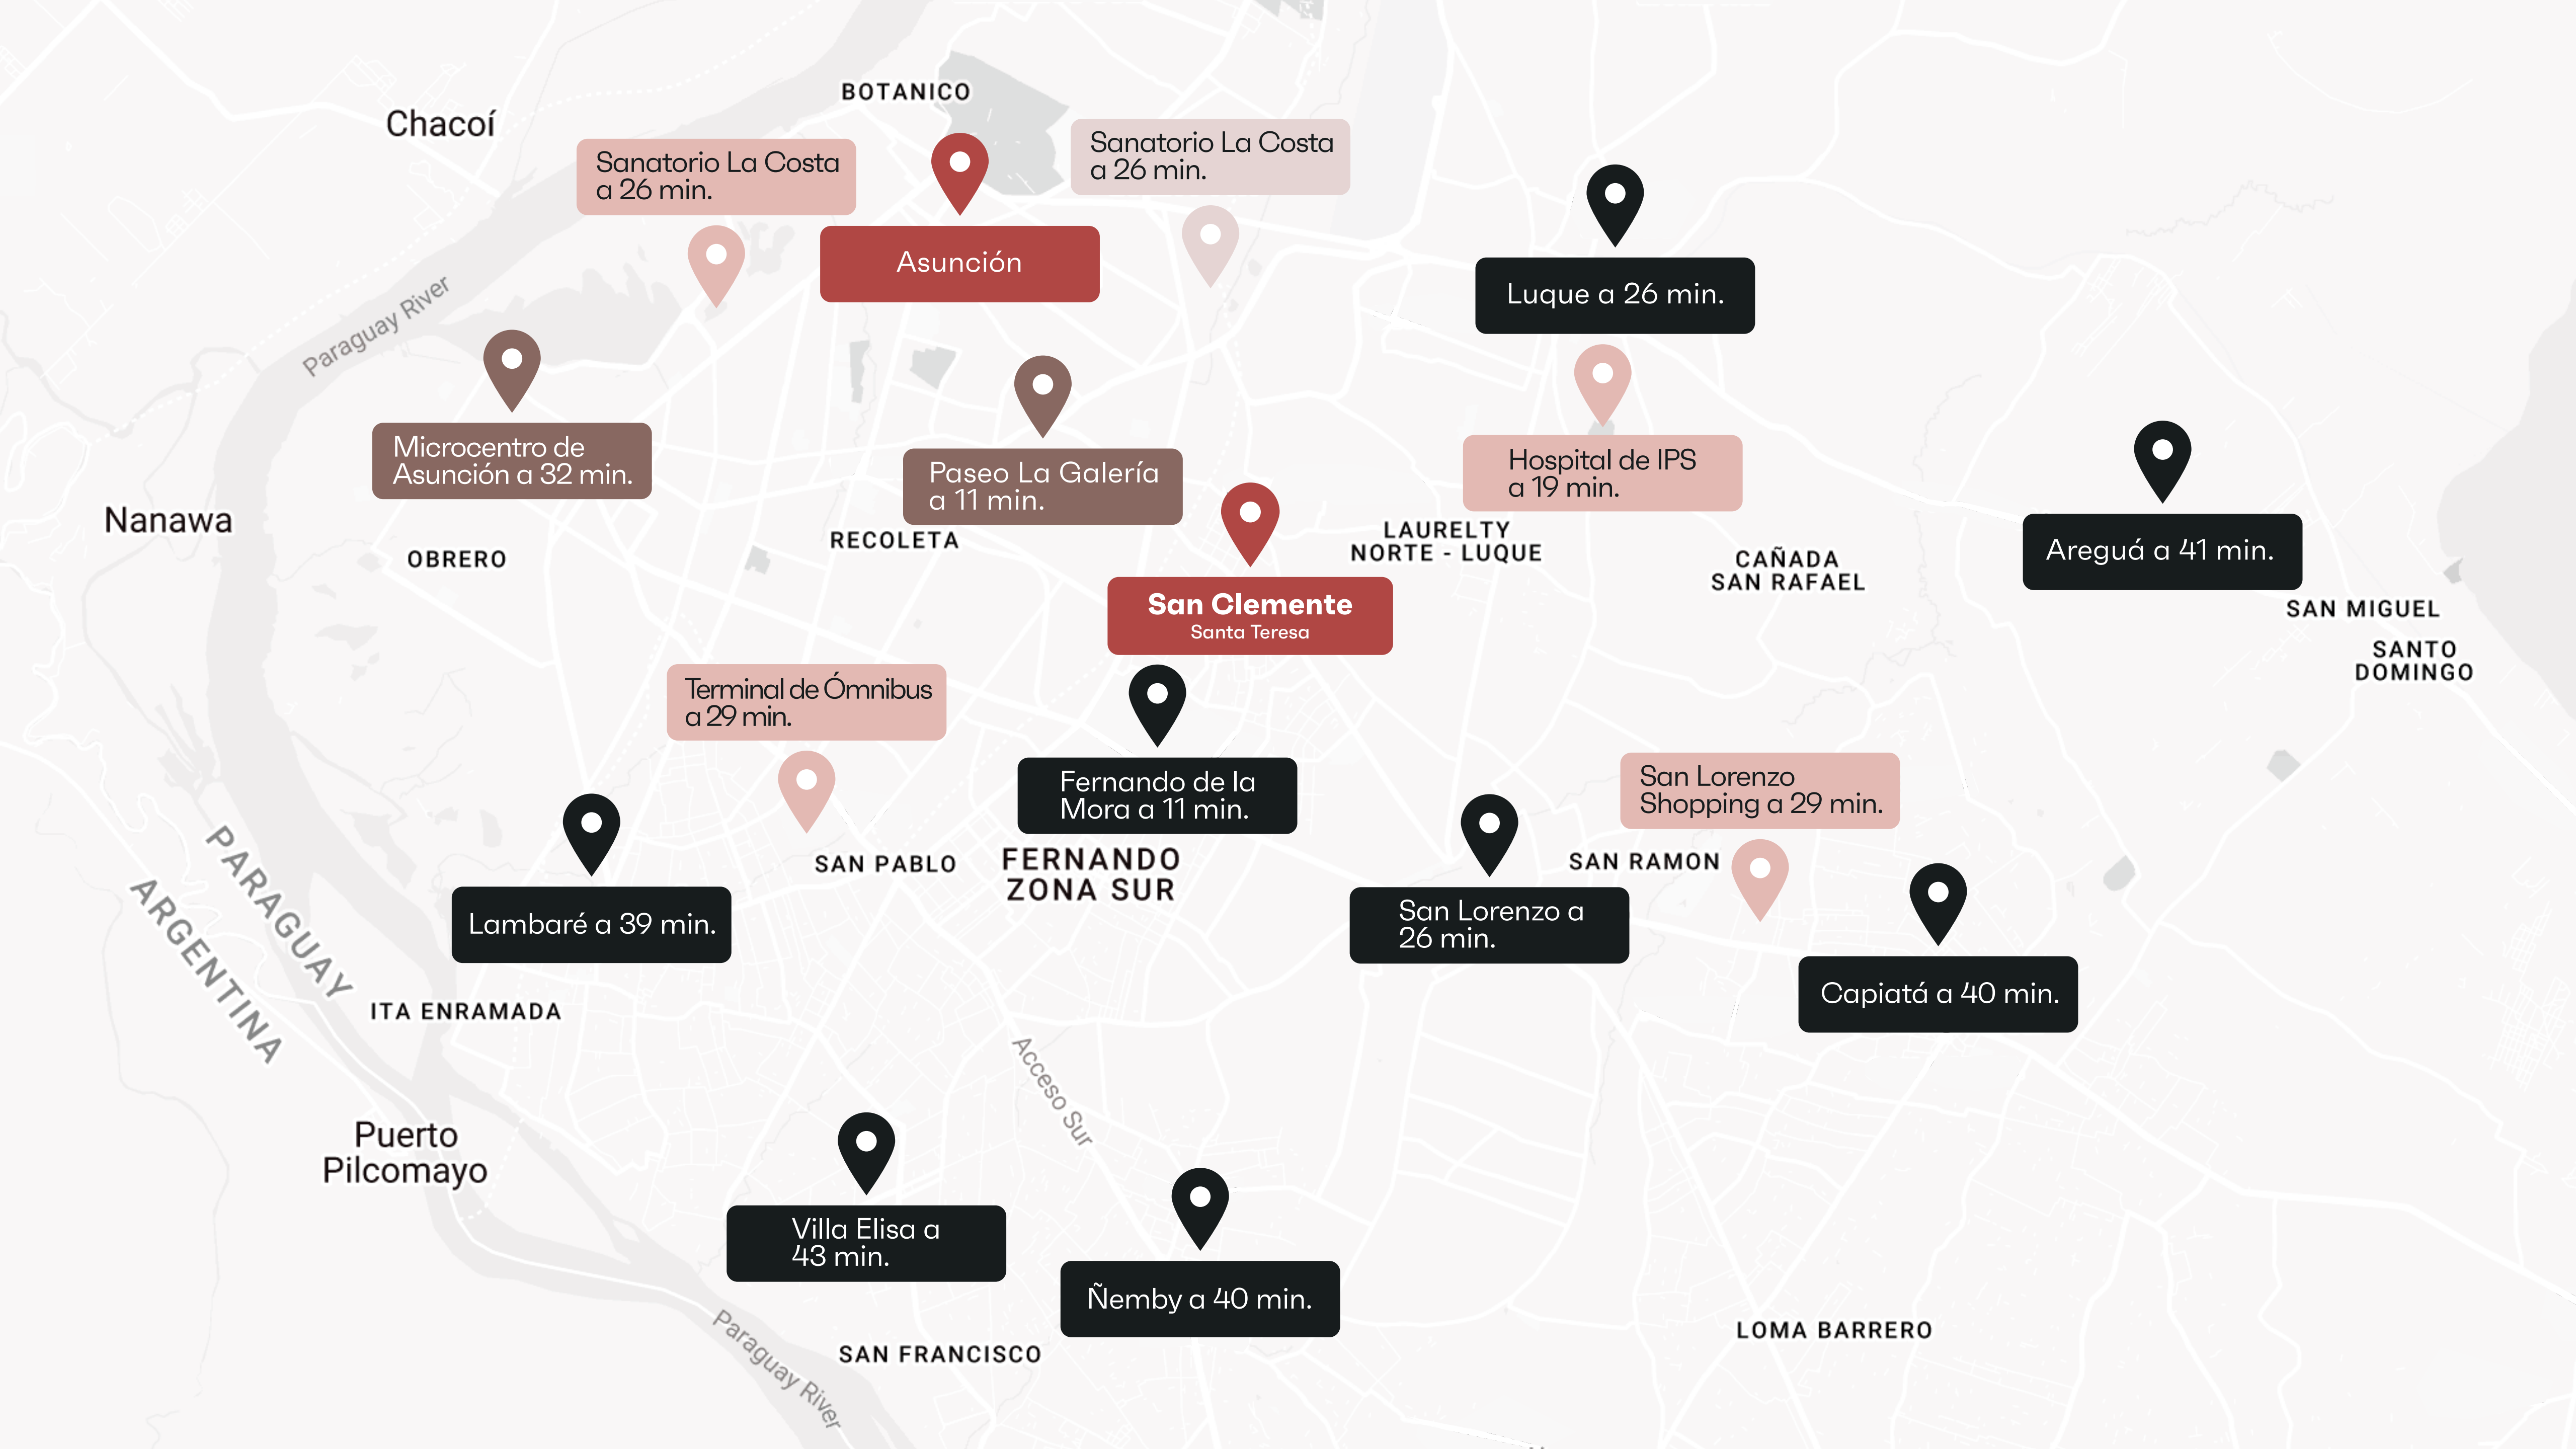 BOTANICO
Chacoí
Sanatorio La Costa
a 26 min.
Sanatorio La Costa
a 26 min.
Asunción
Luque a 26 min.
Paraguay River
Microcentro de
Asunción a 32 min.
Paseo La Galería
a 11 min.
Hospital de IPS
a 19 min.
Nanawa
OBRERO
RECOLETA
LAURELTY
NORTE - LUQUE
CAÑADA
SAN RAFAEL
Areguá a 41 min.
San Clemente
Santa Teresa
SAN MIGUEL
SANTO
DOMINGO
Terminal de Ómnibus
a 29 min.
Fernando de la
Mora a 11 min.
San Lorenzo
Shopping a 29 min.
SAN PABLO
FERNANDO
ZONA SUR
SAN RAMON
Lambaré a 39 min.
San Lorenzo a
26 min.
Capiatá a 40 min.
PARAGUAY
ARGENTINA
ITA ENRAMADA
Acceso Sur
Puerto
Pilcomayo
Villa Elisa a
43 min.
Ñemby a 40 min.
Paraguay River
SAN FRANCISCO
LOMA BARRERO